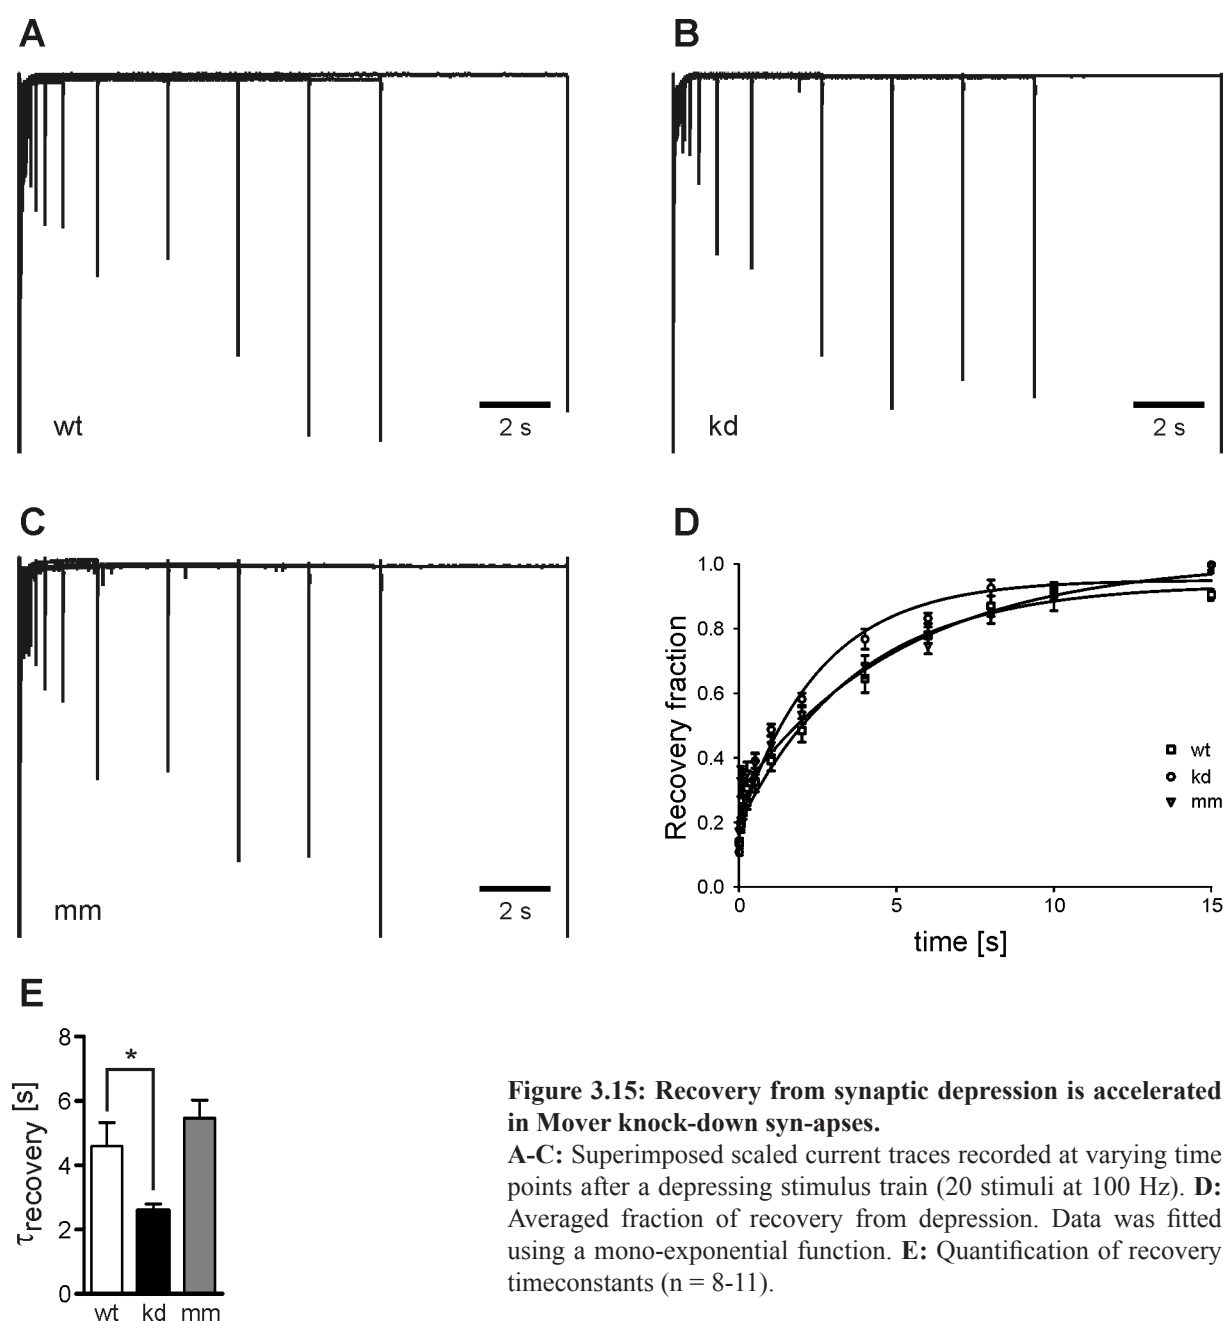 A
B
wt
2 s
kd
2 s
C
D
mm
2 s
1.0
0.8
0.6
0.4
0.2
0.0
Recovery fraction
wt
kd
mm
0
5
10
15
time [s]
E
8
6
4
2
0
τrecovery [s]
*
wt
kd
mm
Figure 3.15: Recovery from synaptic depression is accelerated
in Mover knock-down syn-apses.
A-C: Superimposed scaled current traces recorded at varying time
points after a depressing stimulus train (20 stimuli at 100 Hz). D:
Averaged fraction of recovery from depression. Data was fitted
using a mono-exponential function. E: Quantification of recovery
timeconstants (n = 8-11).